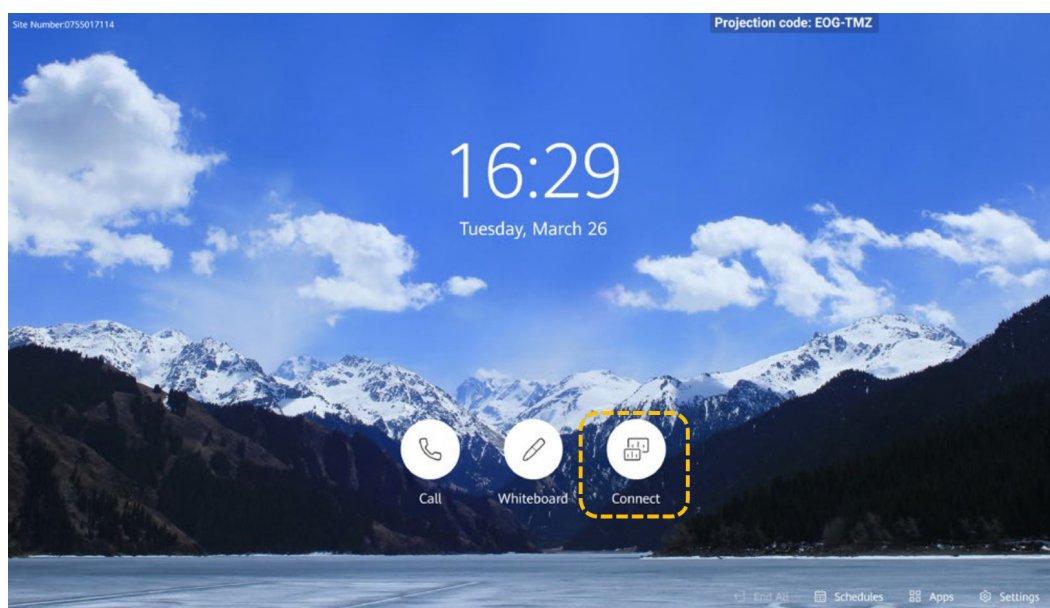 Site Number:0755017114
Projection code: EOG-TMZ
16:29
Tuesday, March 26
Call
Whiteboard
Connect
End All
Schedules
Apps
Settings